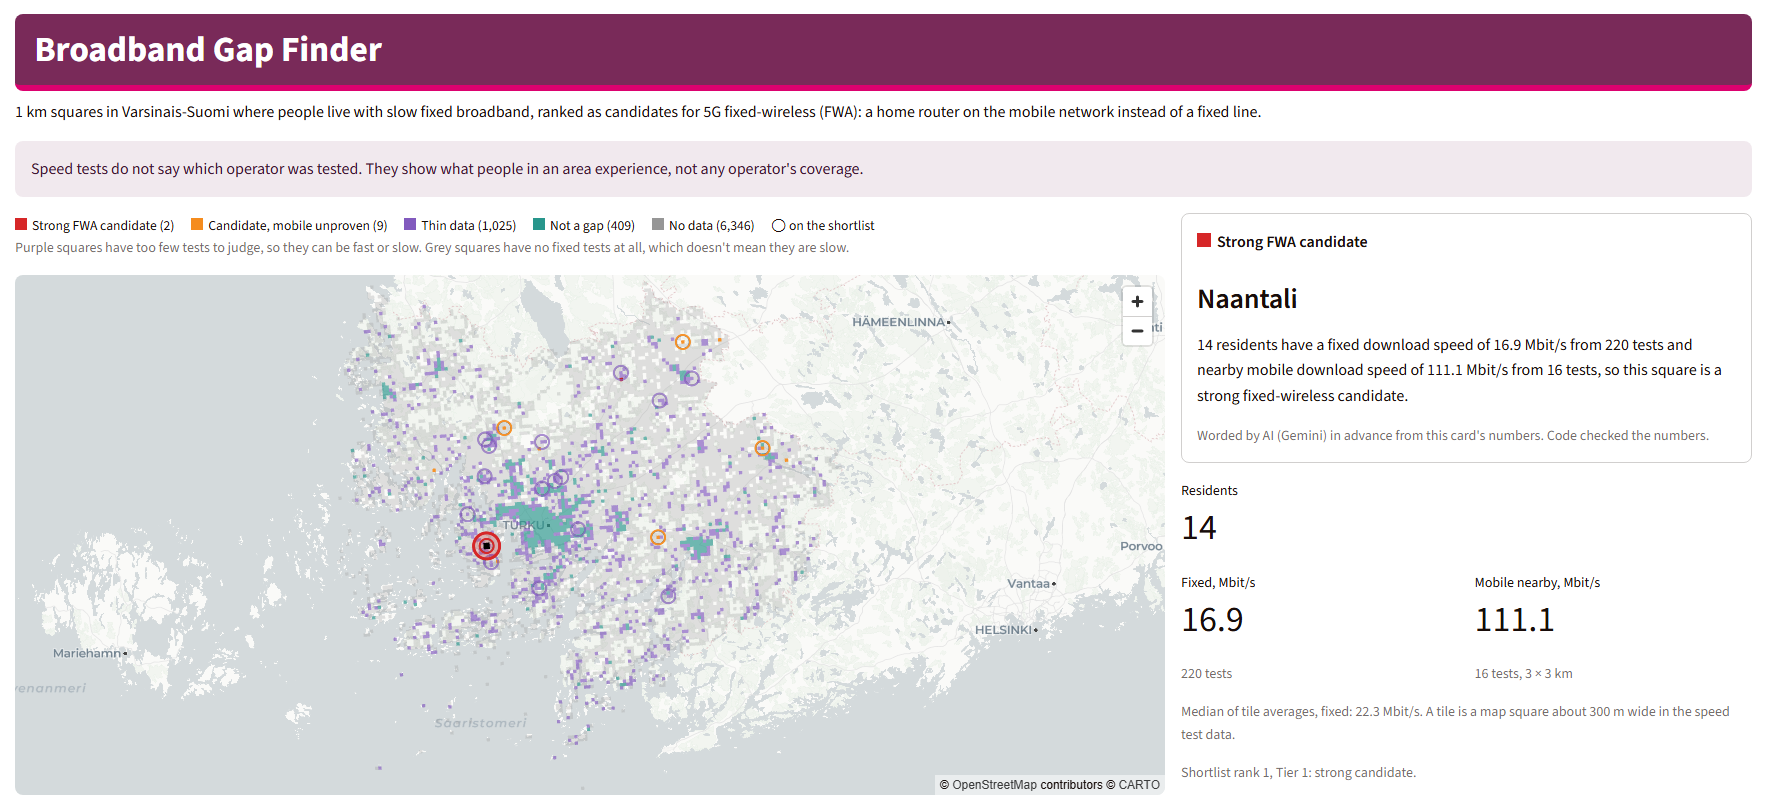 Broadband Gap Finder
1 km squares in Varsinais-Suomi where people live with slow fixed broadband, ranked as candidates for 5G fixed-wireless (FWA): a home router on the mobile network instead of a fixed line.
Speed tests do not say which operator was tested. They show what people in an area experience, not any operator's coverage.
Strong FWA candidate (2) Candidate, mobile unproven (9) Thin data (1,025) Not a gap (409) No data (6,346) on the shortlist
Purple squares have too few tests to judge, so they can be fast or slow. Grey squares have no fixed tests at all, which doesn't mean they are slow.
+
−
HÄMEENLINNA
ti
TURKU
Porvoo
Vantaa
HELSINKI
Mariehamn
venanmeri
Saaristomeri
© OpenStreetMap contributors © CARTO
Strong FWA candidate
Naantali
14 residents have a fixed download speed of 16.9 Mbit/s from 220 tests and
nearby mobile download speed of 111.1 Mbit/s from 16 tests, so this square is a
strong fixed-wireless candidate.
Worded by AI (Gemini) in advance from this card's numbers. Code checked the numbers.
Residents
14
Fixed, Mbit/s
16.9
220 tests
Mobile nearby, Mbit/s
111.1
16 tests, 3 × 3 km
Median of tile averages, fixed: 22.3 Mbit/s. A tile is a map square about 300 m wide in the speed
test data.
Shortlist rank 1, Tier 1: strong candidate.